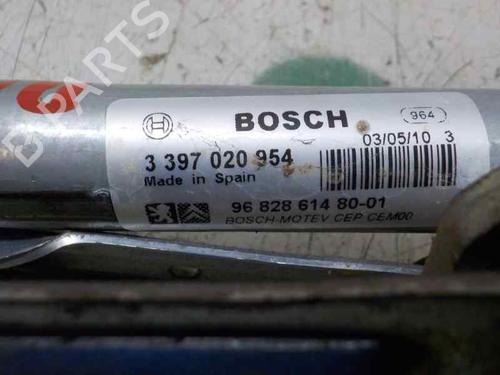 B PARTS
BOSCH
964
3 397 020 954
03/05/10 3
Made in Spain
96 828 614 80-01
BOSCH-MOTEV CEP CEM00